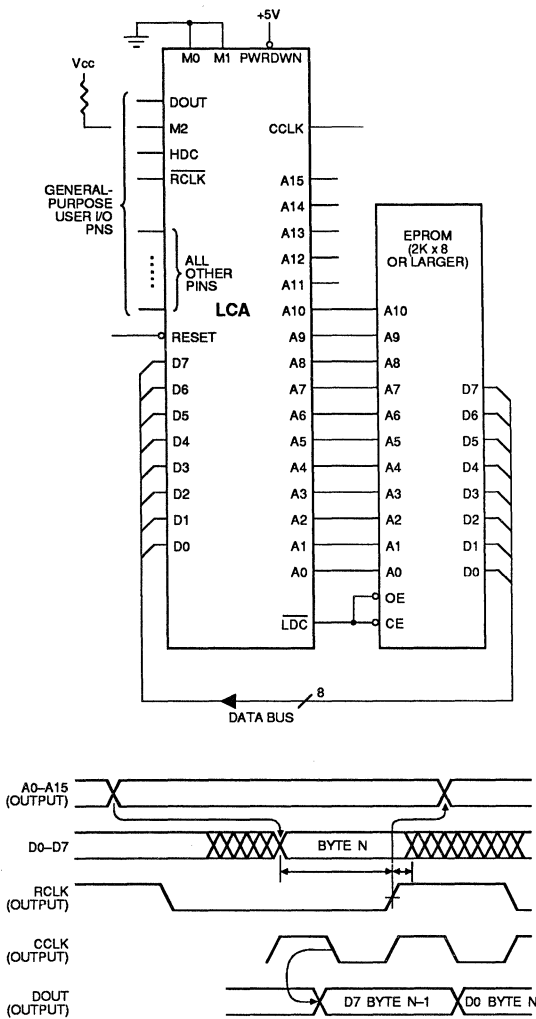 +5V
M0 M1 PWRDWN
Vcc
DOUT
M2
HDC
RCLK
GENERAL-
PURPOSE
USER I/O
PNS
ALL
OTHER
PINS
LCA
RESET
D7
D6
D5
D4
D3
D2
D1
D0
CCLK
A15
A14
A13
A12
A11
A10
A9
A8
A7
A6
A5
A4
A3
A2
A1
A0
LDC
EPROM
(2K x 8
OR LARGER)
A10
A9
A8
A7
A6
A5
A4
A3
A2
A1
A0
OE
CE
D7
D6
D5
D4
D3
D2
D1
D0
8
DATA BUS
A0–A15
(OUTPUT)
D0–D7
BYTE N
RCLK
(OUTPUT)
CCLK
(OUTPUT)
DOUT
(OUTPUT)
D7 BYTE N–1
D0 BYTE N